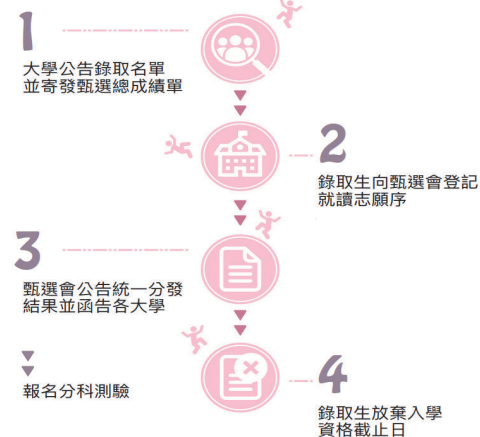 1
大學公告錄取名單
並寄發甄選總成績單
2
錄取生向甄選會登記
就讀志願序
3
甄選會公告統一分發
結果並函告各大學
報名分科測驗
4
錄取生放棄入學
資格截止日